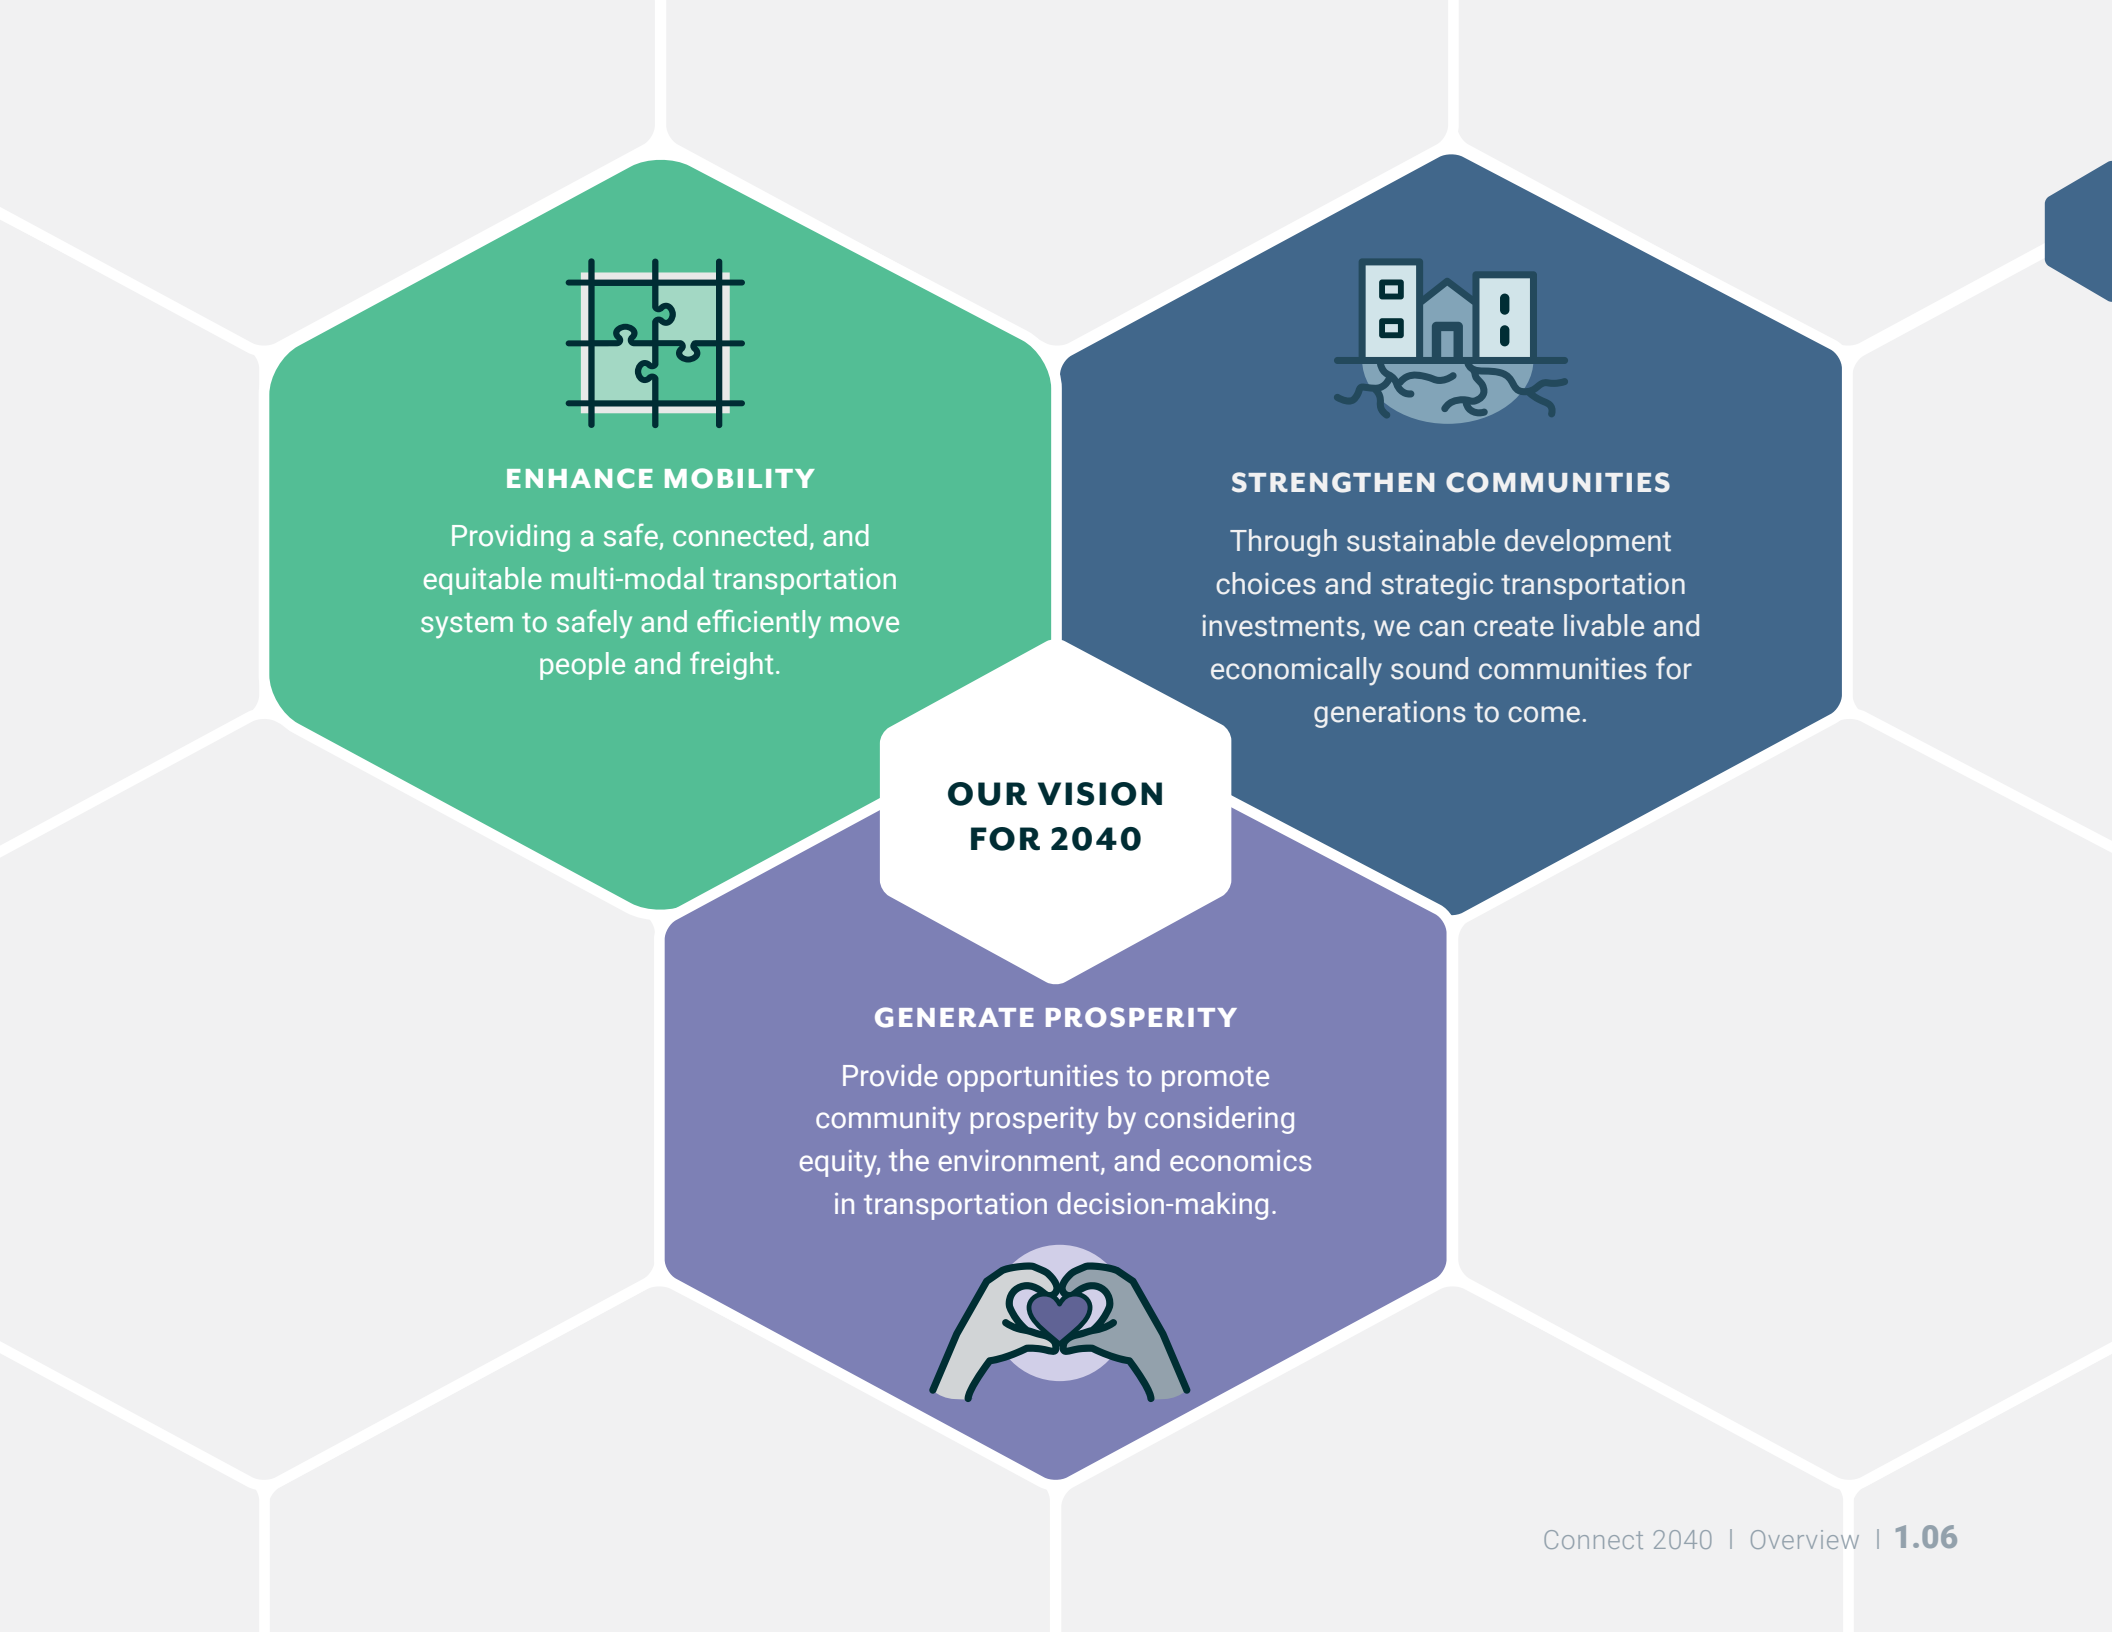 ENHANCE MOBILITY
Providing a safe, connected, and
equitable multi-modal transportation
system to safely and efficiently move
people and freight.
STRENGTHEN COMMUNITIES
Through sustainable development
choices and strategic transportation
investments, we can create livable and
economically sound communities for
generations to come.
OUR VISION
FOR 2040
GENERATE PROSPERITY
Provide opportunities to promote
community prosperity by considering
equity, the environment, and economics
in transportation decision-making.
Connect 2040 | Overview | 1.06